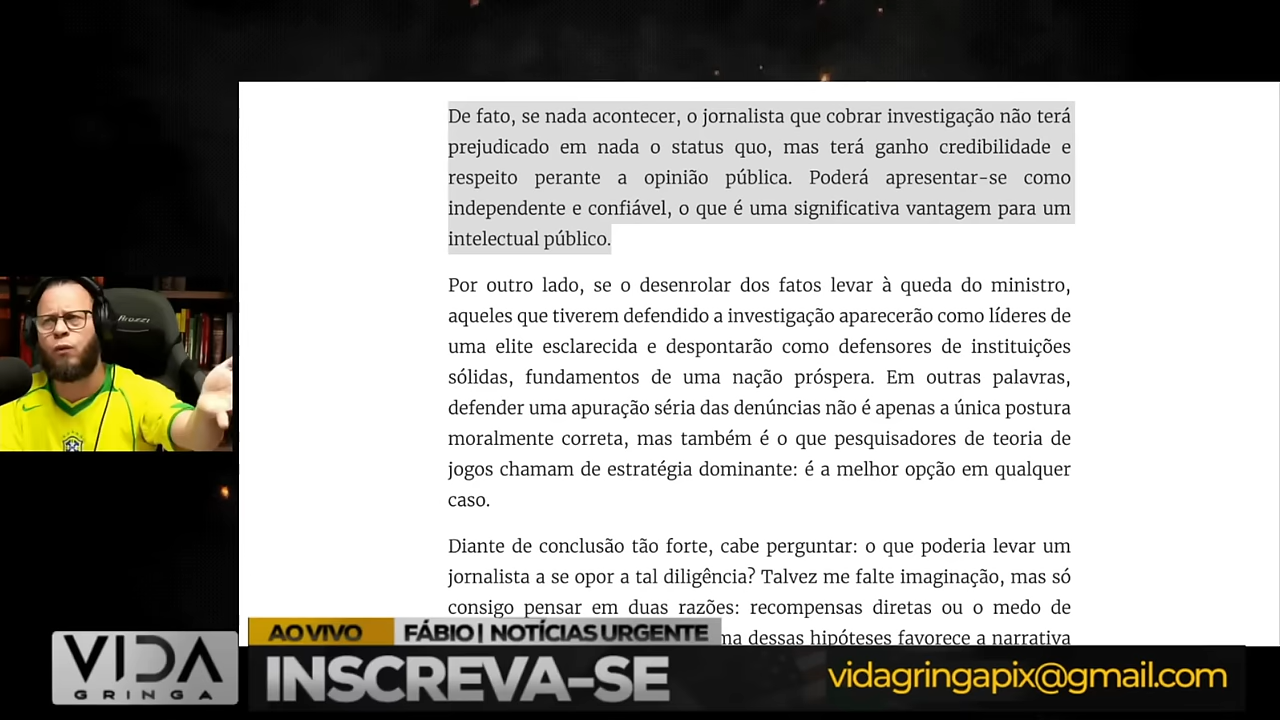 De fato, se nada acontecer, o jornalista que cobrar investigação não terá
prejudicado em nada o status quo, mas terá ganho credibilidade e
respeito perante a opinião pública. Poderá apresentar-se como
independente e confiável, o que é uma significativa vantagem para um
intelectual público.
Por outro lado, se o desenrolar dos fatos levar à queda do ministro,
aqueles que tiverem defendido a investigação aparecerão como líderes de
uma elite esclarecida e despontarão como defensores de instituições
sólidas, fundamentos de uma nação próspera. Em outras palavras,
defender uma apuração séria das denúncias não é apenas a única postura
moralmente correta, mas também é o que pesquisadores de teoria de
jogos chamam de estratégia dominante: é a melhor opção em qualquer
caso.
Diante de conclusão tão forte, cabe perguntar: o que poderia levar um
jornalista a se opor a tal diligência? Talvez me falte imaginação, mas só
consigo pensar em duas razões: recompensas diretas ou o medo de
dessas hipóteses favorece a narrativa
AO VIVO FÁBIO | NOTÍCIAS URGENTE
VIDA
GRINGA
INSCREVA-SE
vidagringapix@gmail.com